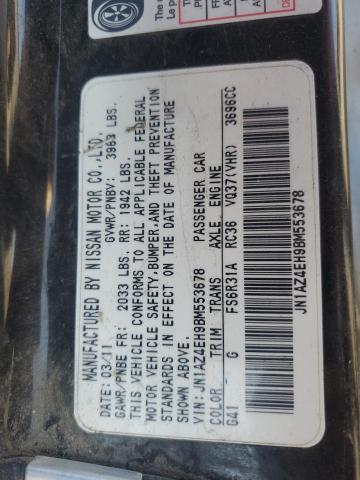 MANUFACTURED BY NISSAN MOTOR CO.,LTD.
DATE: 03/11 GVWR/PNBV: 3963 LBS.
GAWR/PNBE FR: 2033 LBS. RR: 1942 LBS.
THIS VEHICLE CONFORMS TO ALL APPLICABLE FEDERAL
MOTOR VEHICLE SAFETY,BUMPER,AND THEFT PREVENTION
STANDARDS IN EFFECT ON THE DATE OF MANUFACTURE
SHOWN ABOVE.
VIN: JN1AZ4EH9BM553678 PASSENGER CAR
COLOR TRIM TRANS AXLE ENGINE
G41 G FS6R31A RC36 VQ37(VHR) 3696CC
JN1AZ4EH9BM553678